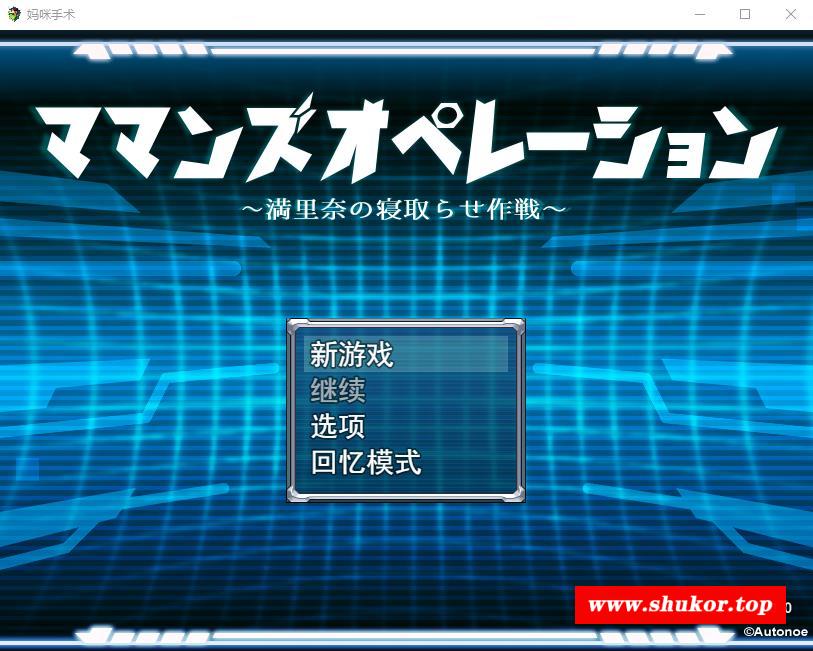 妈咪手术
ママンズオペレーション
~満里奈の寝取らせ作戦~
新游戏
继续
选项
回忆模式
www.shukor.top
0
©Autonoe